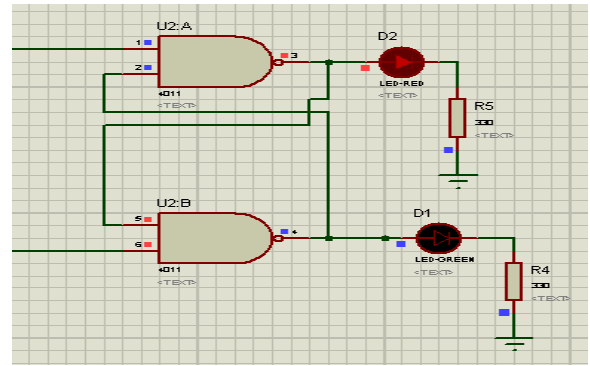 U2:A
1
2
3
4011
<TEXT>
D2
LED-RED
<TEXT>
R5
330
<TEXT>
U2:B
5
6
4
4011
<TEXT>
D1
LED-GREEN
<TEXT>
R4
330
<TEXT>